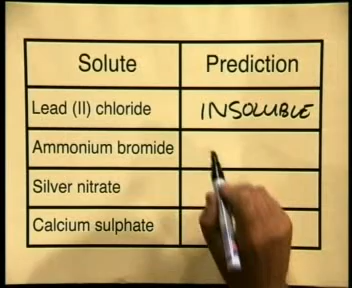 Solute Prediction
Lead (II) chloride INSOLUBLE
Ammonium bromide
Silver nitrate
Calcium sulphate